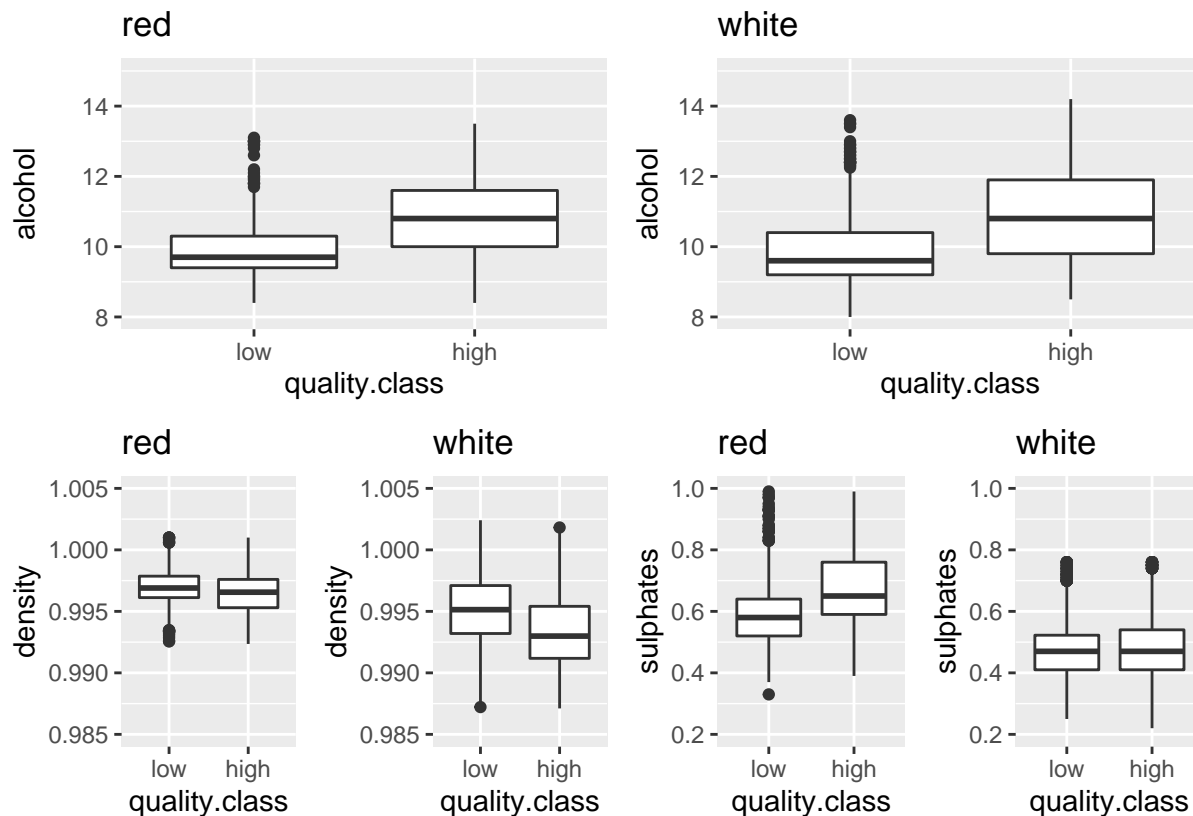 red
white
alcohol
14
12
10
8
low
high
quality.class
alcohol
14
12
10
8
low
high
quality.class
red
white
red
white
density
1.005
1.000
0.995
0.990
0.985
low
high
quality.class
density
1.005
1.000
0.995
0.990
0.985
low
high
quality.class
sulphates
1.0
0.8
0.6
0.4
0.2
low
high
quality.class
sulphates
1.0
0.8
0.6
0.4
0.2
low
high
quality.class